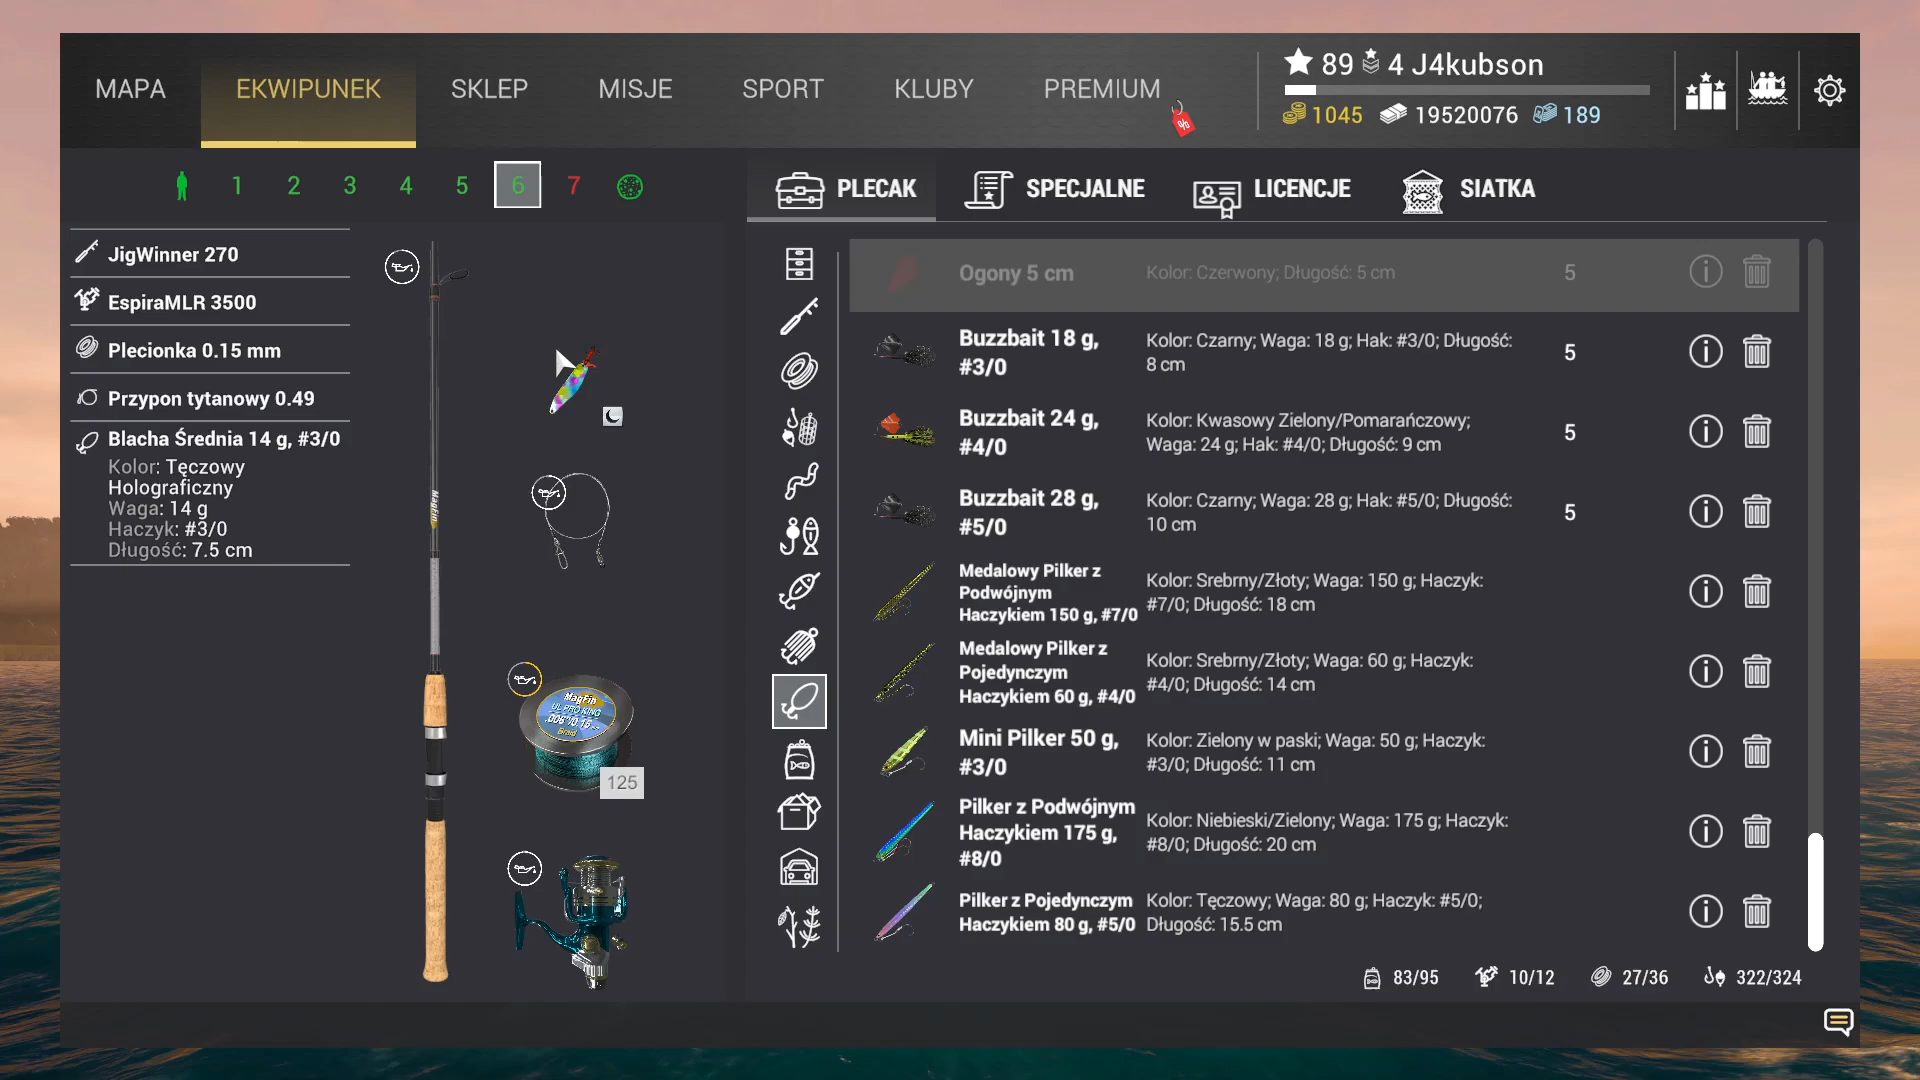 MAPA
EKWIPUNEK
SKLEP
MISJE
SPORT
KLUBY
PREMIUM
%
89 4 J4kubson
1045 19520076 189
1 2 3 4 5 6 7
PLECAK
SPECJALNE
LICENCJE
SIATKA
JigWinner 270
EspiraMLR 3500
Plecionka 0.15 mm
Przypon tytanowy 0.49
Blacha Średnia 14 g, #3/0
Kolor: Tęczowy
Holograficzny
Waga: 14 g
Haczyk: #3/0
Długość: 7.5 cm
MagFin
MagFin
UL PRO KING
Braid
125
Ogony 5 cm
Kolor: Czerwony; Długość: 5 cm
5
Buzzbait 18 g,
#3/0
Kolor: Czarny; Waga: 18 g; Hak: #3/0; Długość:
8 cm
5
Buzzbait 24 g,
#4/0
Kolor: Kwasowy Zielony/Pomarańczowy;
Waga: 24 g; Hak: #4/0; Długość: 9 cm
5
Buzzbait 28 g,
#5/0
Kolor: Czarny; Waga: 28 g; Hak: #5/0; Długość:
10 cm
5
Medalowy Pilker z
Podwójnym
Haczykiem 150 g, #7/0
Kolor: Srebrny/Złoty; Waga: 150 g; Haczyk:
#7/0; Długość: 18 cm
Medalowy Pilker z
Pojedynczym
Haczykiem 60 g, #4/0
Kolor: Srebrny/Złoty; Waga: 60 g; Haczyk:
#4/0; Długość: 14 cm
Mini Pilker 50 g,
#3/0
Kolor: Zielony w paski; Waga: 50 g; Haczyk:
#3/0; Długość: 11 cm
Pilker z Podwójnym
Haczykiem 175 g,
#8/0
Kolor: Niebieski/Zielony; Waga: 175 g; Haczyk:
#8/0; Długość: 20 cm
Pilker z Pojedynczym
Haczykiem 80 g, #5/0
Kolor: Tęczowy; Waga: 80 g; Haczyk: #5/0;
Długość: 15.5 cm
83/95 10/12 27/36 322/324